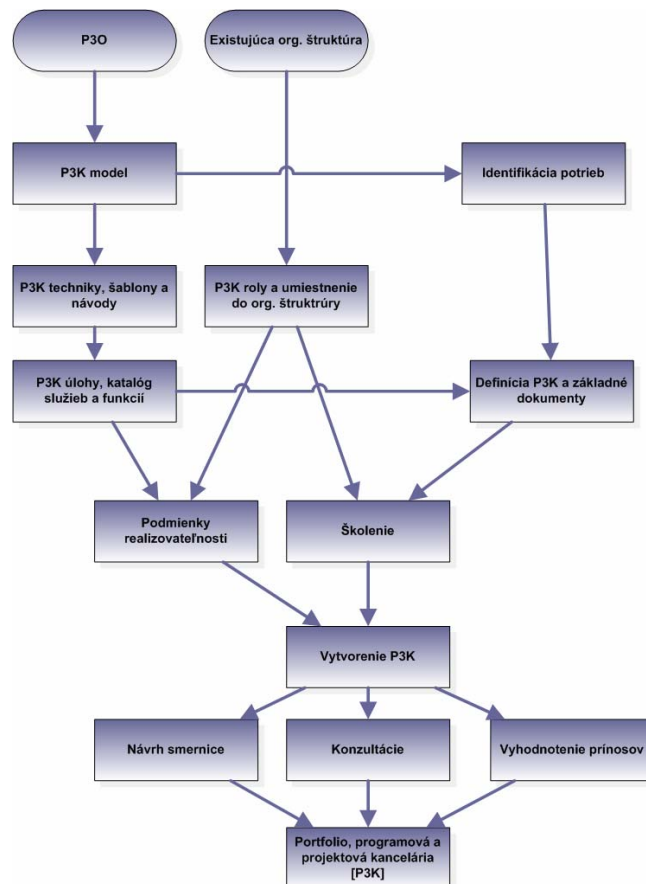 P3O
Existujúca org. štruktúra
P3K model
Identifikácia potrieb
P3K techniky, šablony a
návody
P3K roly a umiestnenie
do org. štruktrúry
P3K úlohy, katalóg
služieb a funkcií
Definícia P3K a základné
dokumenty
Podmienky
realizovateľnosti
Školenie
Vytvorenie P3K
Návrh smernice
Konzultácie
Vyhodnotenie prínosov
Portfolio, programová a
projektová kancelária
[P3K]